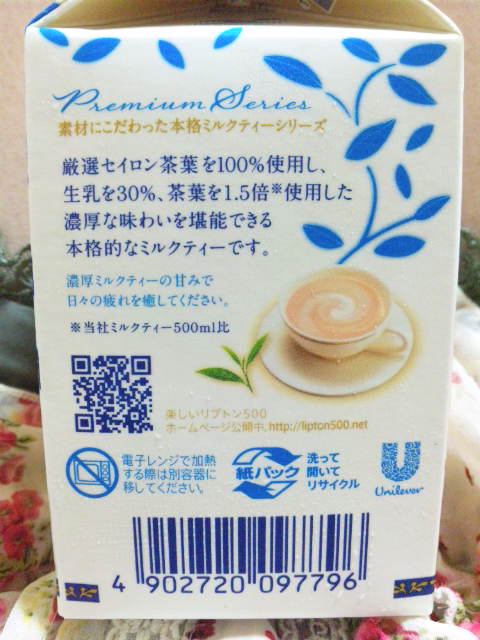 Premium Series
素材にこだわった本格ミルクティーシリーズ
厳選セイロン茶葉を100%使用し、
生乳を30%、茶葉を1.5倍※使用した
濃厚な味わいを堪能できる
本格的なミルクティーです。
濃厚ミルクティーの甘みで
日々の疲れを癒してください。
※当社ミルクティー500ml比
楽しいリプトン500
ホームページ公開中。http://lipton500.net
電子レンジで加熱
する際は別容器に
移してください。
紙パック
洗って
開いて
リサイクル
Unilever
4 902720 097796